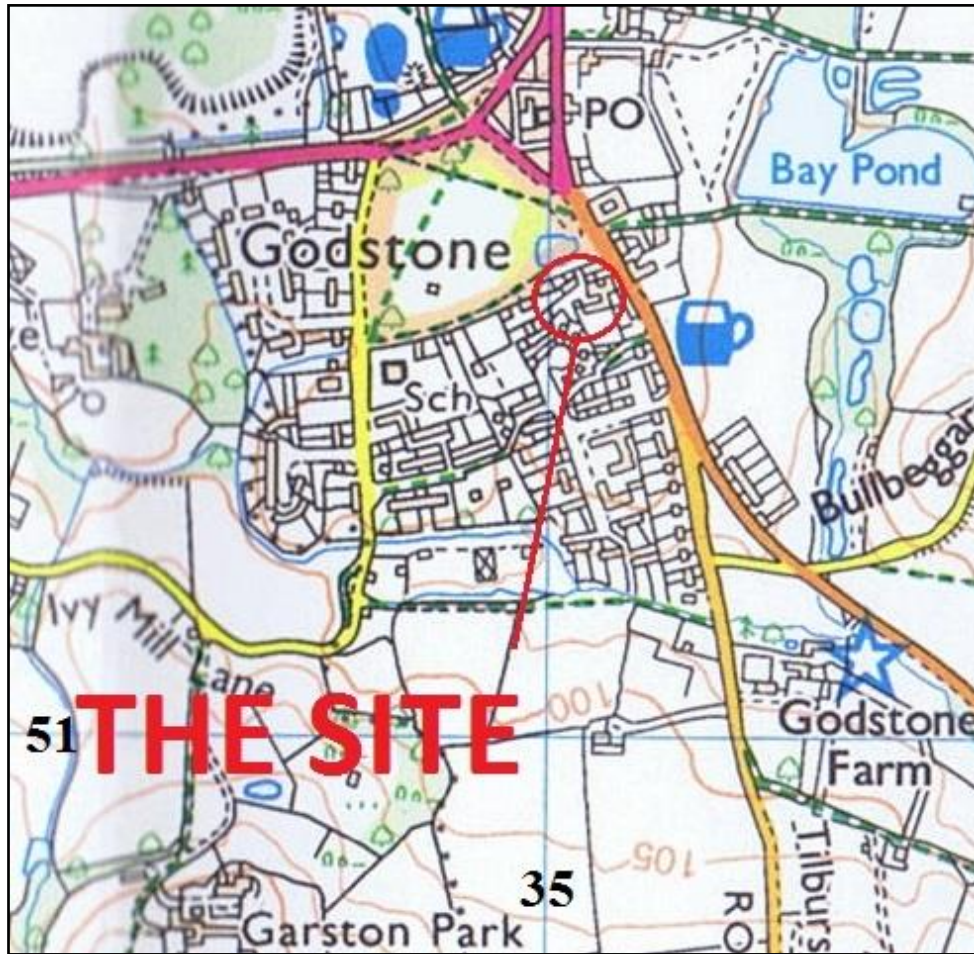 PO
Bay Pond
Godstone
Sch
Bullbeggar
Ivy Mill Lane
THE SITE
51
100
Godstone
Farm
105
35
Tilburs
RO
Garston Park